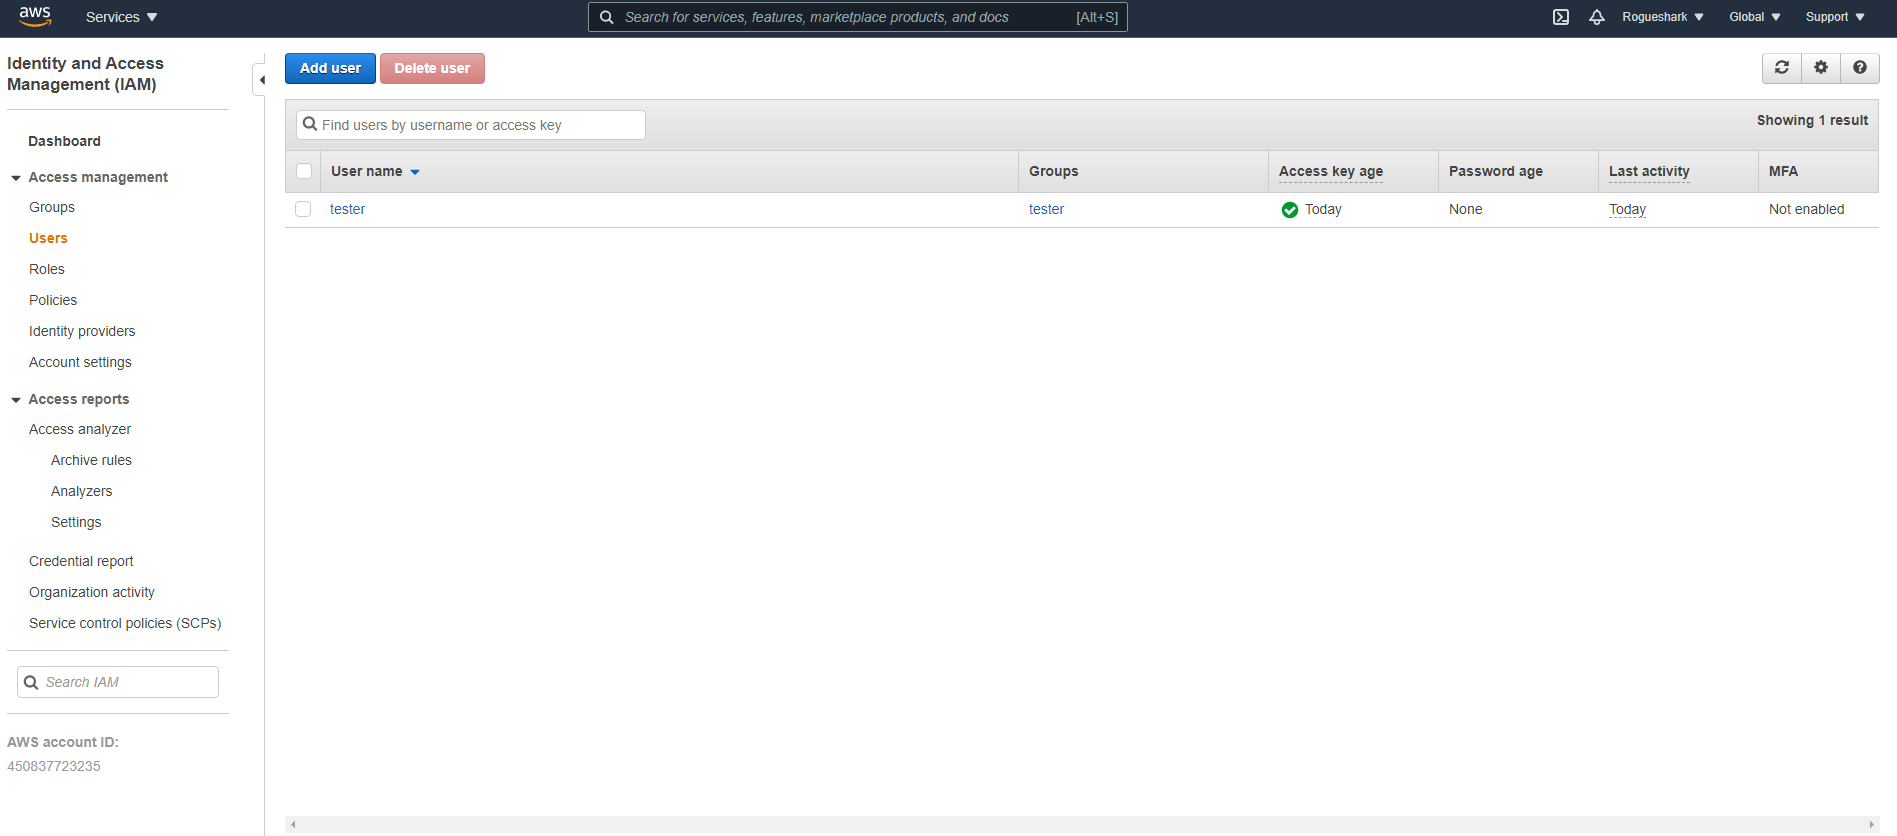 aws
Services
Search for services, features, marketplace products, and docs
[Alt+S]
Rogueshark
Global
Support
Identity and Access
Management (IAM)
Dashboard
Access management
Groups
Users
Roles
Policies
Identity providers
Account settings
Access reports
Access analyzer
Archive rules
Analyzers
Settings
Credential report
Organization activity
Service control policies (SCPs)
Search IAM
AWS account ID:
450837723235
Add user
Delete user
Find users by username or access key
Showing 1 result
User name
Groups
Access key age
Password age
Last activity
MFA
tester
tester
Today
None
Today
Not enabled